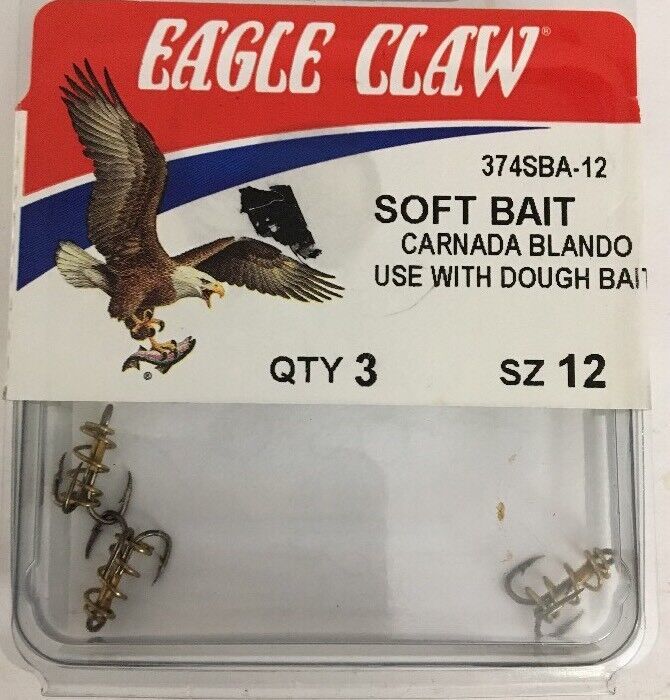 EAGLE CLAW®
374SBA-12
SOFT BAIT
CARNADA BLANDO
USE WITH DOUGH BAIT
®
QTY 3 SZ 12